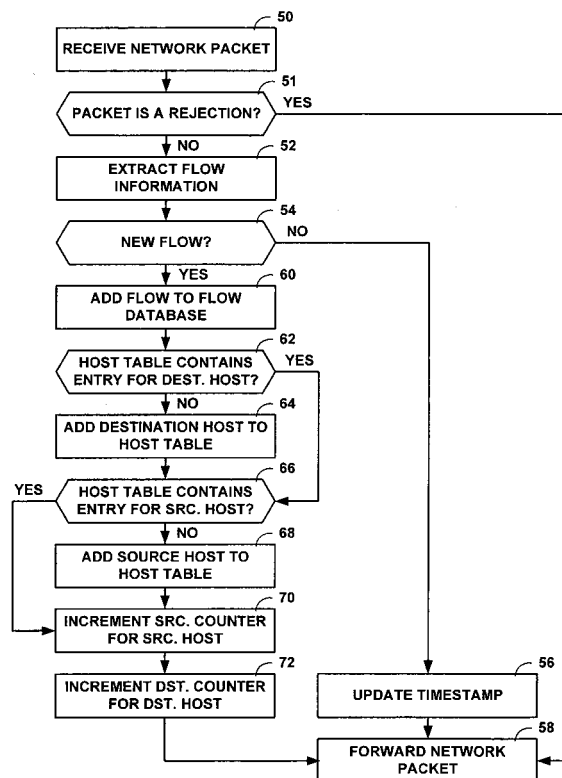 50
RECEIVE NETWORK PACKET
51
PACKET IS A REJECTION?
YES
NO
52
EXTRACT FLOW
INFORMATION
54
NEW FLOW?
NO
YES
60
ADD FLOW TO FLOW
DATABASE
62
HOST TABLE CONTAINS
ENTRY FOR DEST. HOST?
YES
NO
64
ADD DESTINATION HOST TO
HOST TABLE
66
YES
HOST TABLE CONTAINS
ENTRY FOR SRC. HOST?
NO
68
ADD SOURCE HOST TO
HOST TABLE
70
INCREMENT SRC. COUNTER
FOR SRC. HOST
72
INCREMENT DST. COUNTER
FOR DST. HOST
56
UPDATE TIMESTAMP
58
FORWARD NETWORK
PACKET